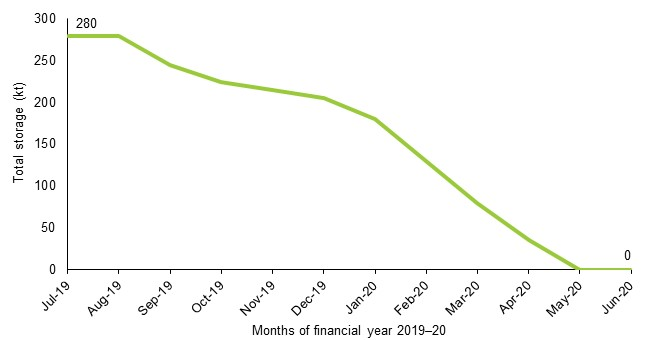 300
280
250
200
150
100
50
0
0
Total storage (kt)
Jul-19
Aug-19
Sep-19
Oct-19
Nov-19
Dec-19
Jan-20
Feb-20
Mar-20
Apr-20
May-20
Jun-20
Months of financial year 2019–20